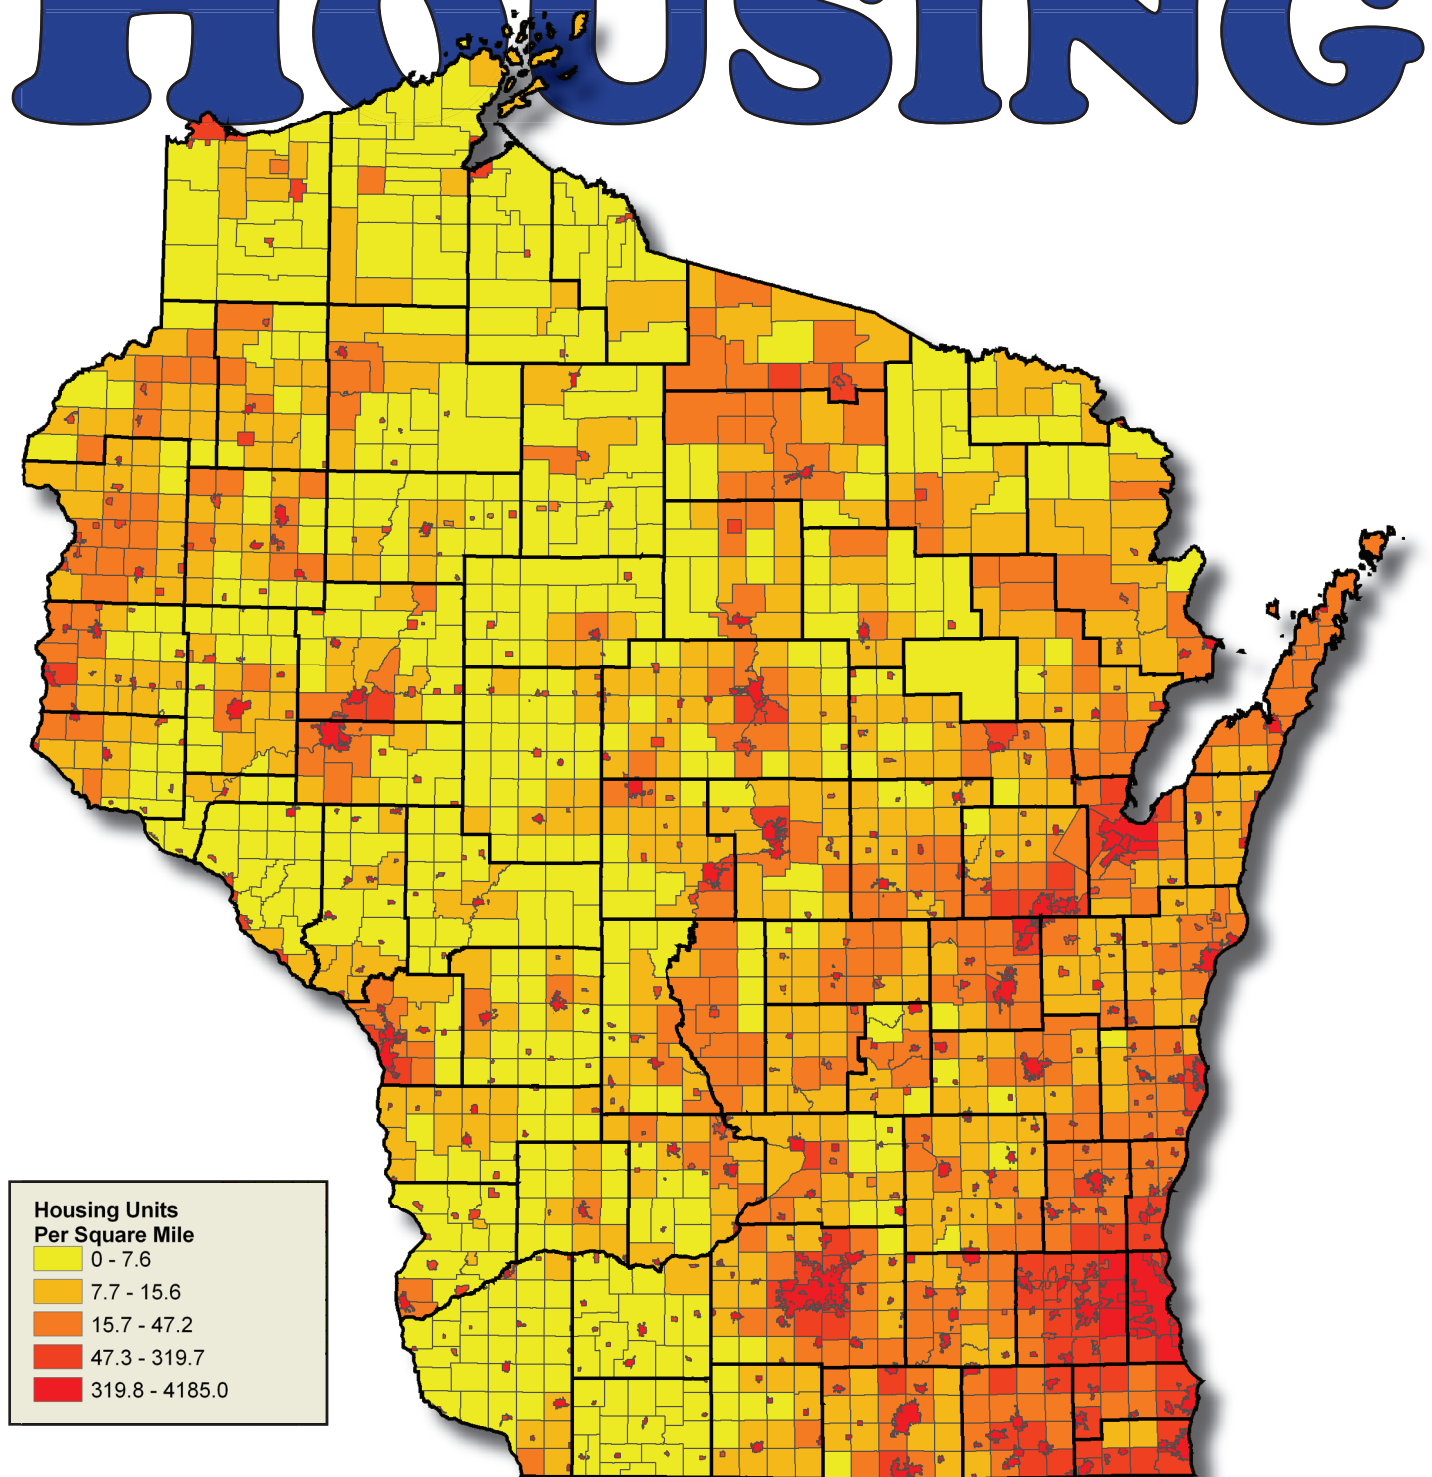 HOUSING
Housing Units
Per Square Mile
0 - 7.6
7.7 - 15.6
15.7 - 47.2
47.3 - 319.7
319.8 - 4185.0